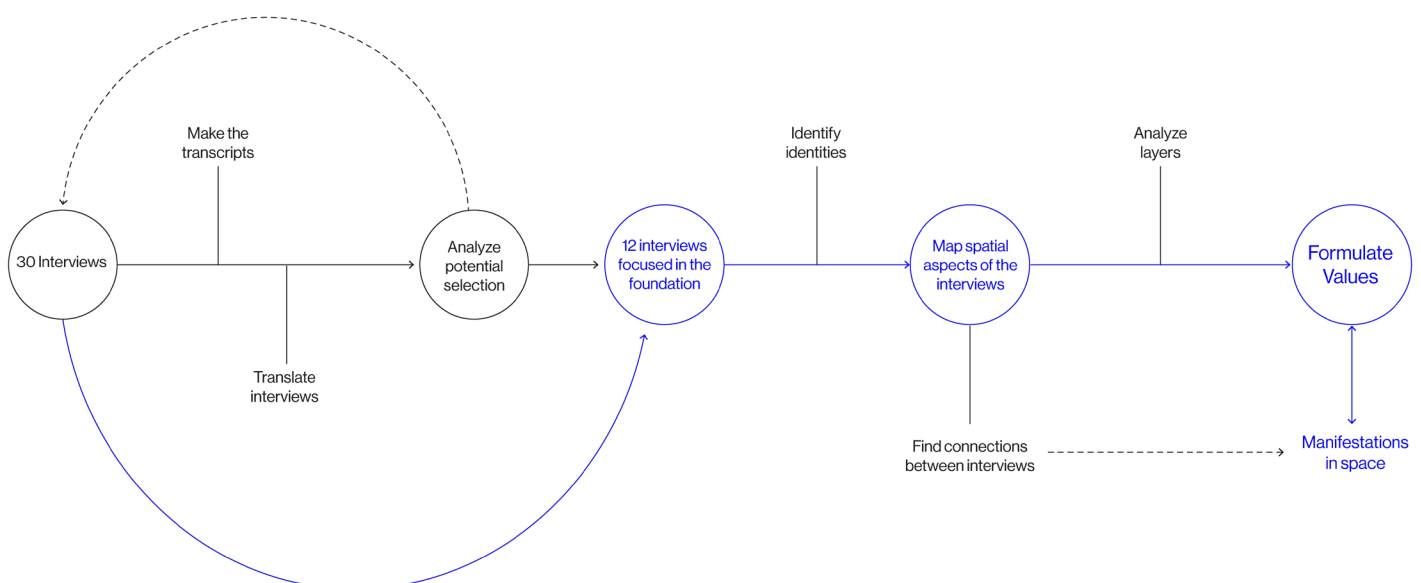 Make the
transcripts
Identify
identities
Analyze
layers
30 Interviews
Analyze
potential
selection
12 interviews
focused in the
foundation
Map spatial
aspects of the
interviews
Formulate
Values
Translate
interviews
Find connections
between interviews
Manifestations
in space